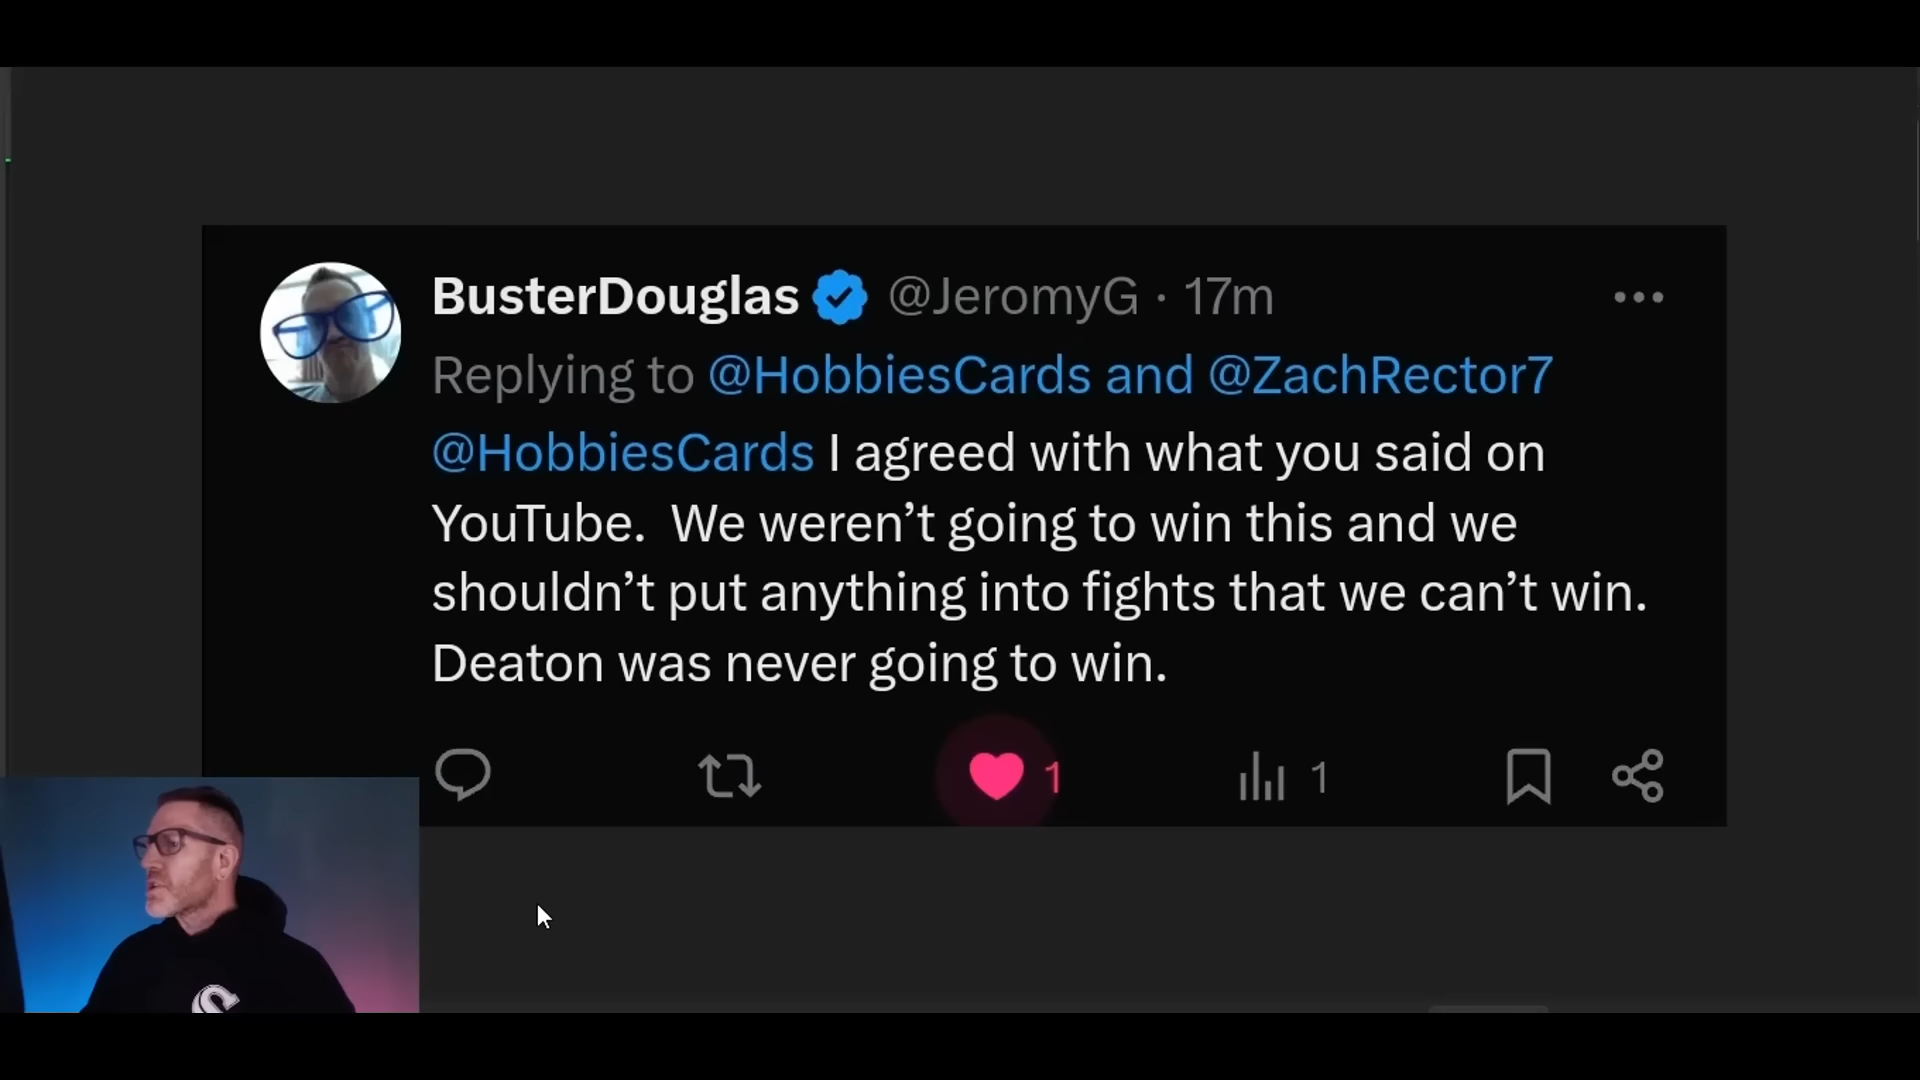 BusterDouglas @JeromyG · 17m
Replying to @HobbiesCards and @ZachRector7
@HobbiesCards I agreed with what you said on
YouTube.  We weren’t going to win this and we
shouldn’t put anything into fights that we can’t win.
Deaton was never going to win.
1 1